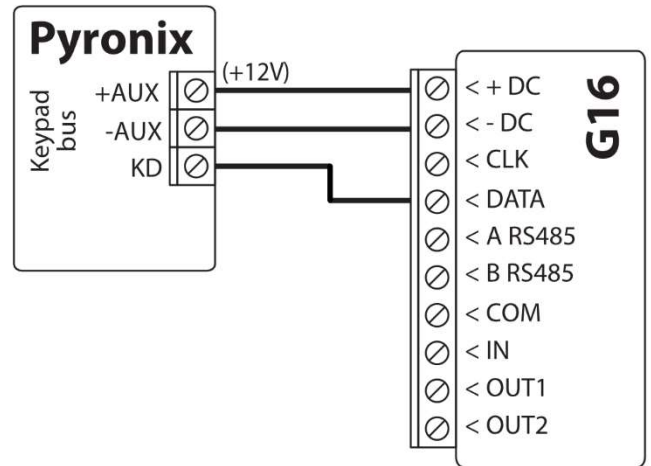 Pyronix
Keypad
bus
+AUX
-AUX
KD
(+12V)
G16
< + DC
< - DC
< CLK
< DATA
< A RS485
< B RS485
< COM
< IN
< OUT1
< OUT2